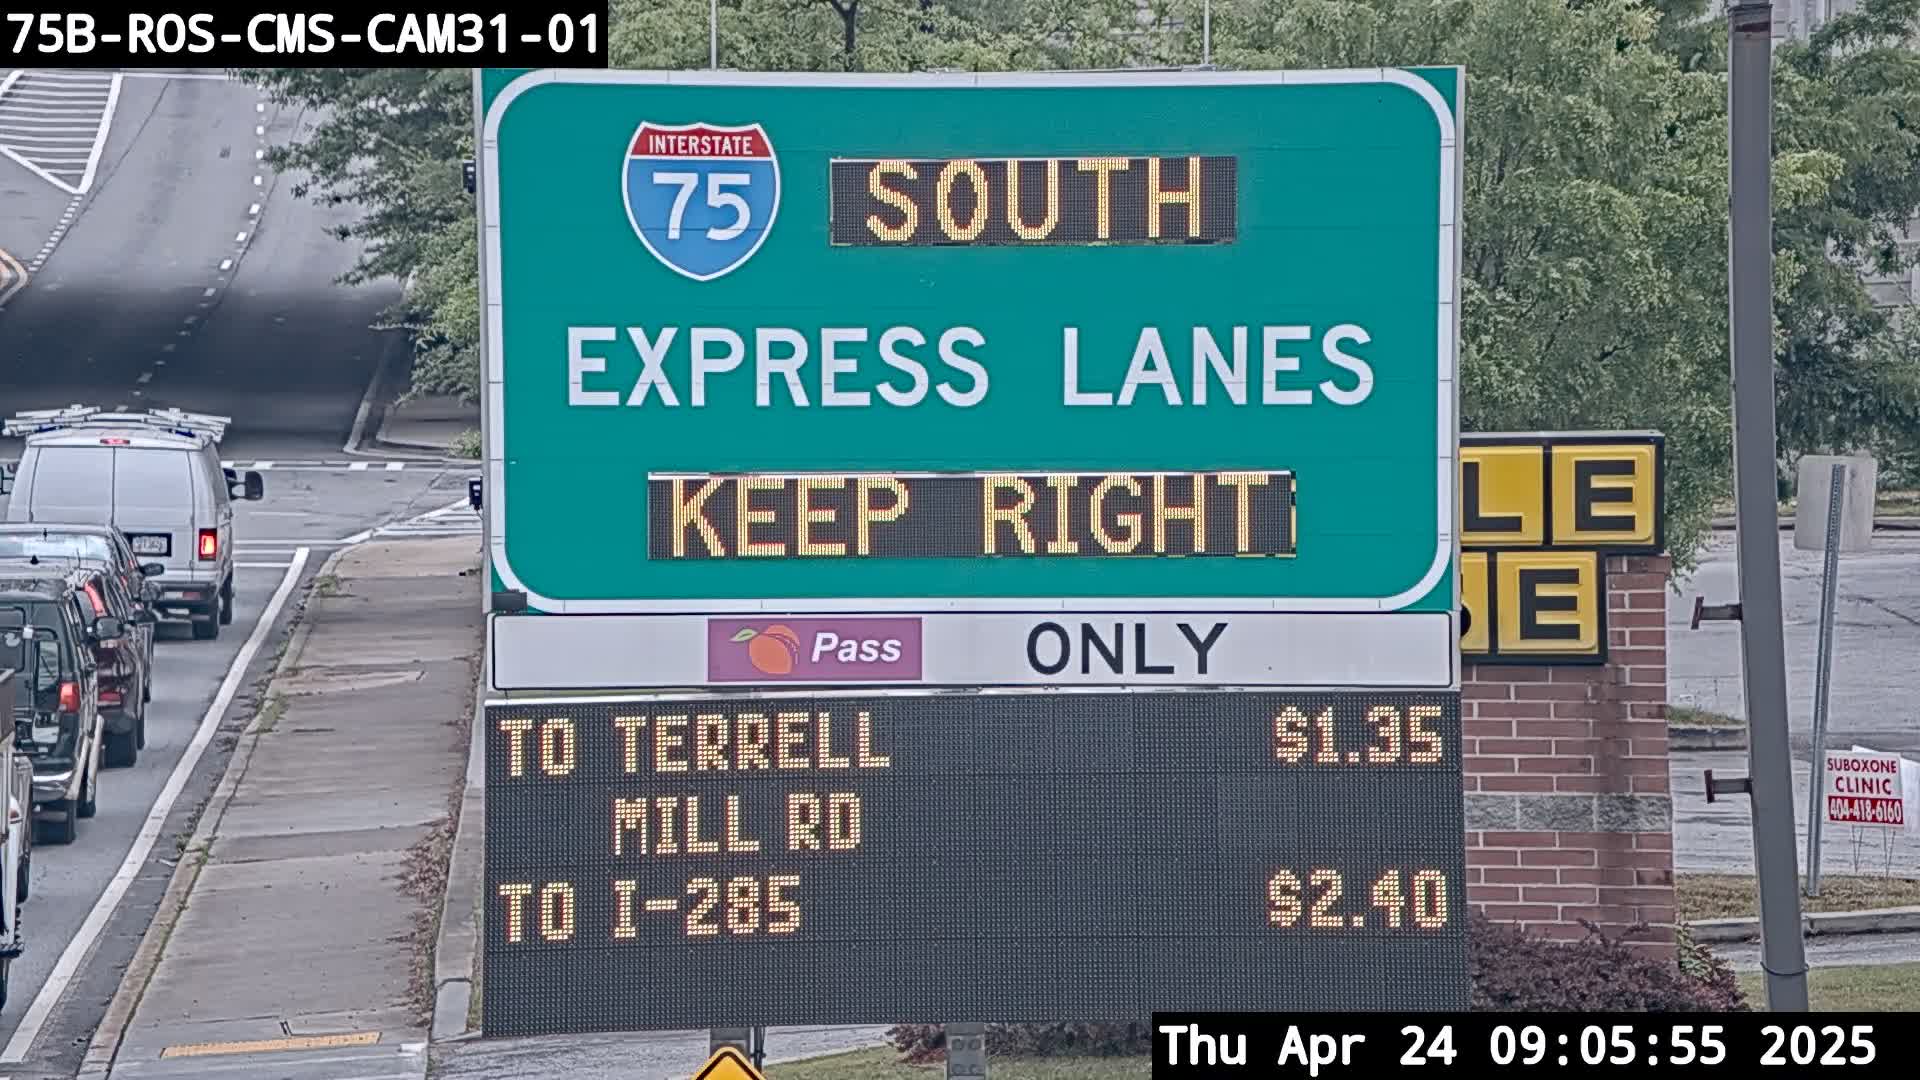 75B-ROS-CMS-CAM31-01
INTERSTATE
75
SOUTH
EXPRESS LANES
KEEP RIGHT
Pass ONLY
TO TERRELL $1.35
MILL RD
TO I-285 $2.40
LE
E
SUBOXONE
CLINIC
404-418-6160
Thu Apr 24 09:05:55 2025